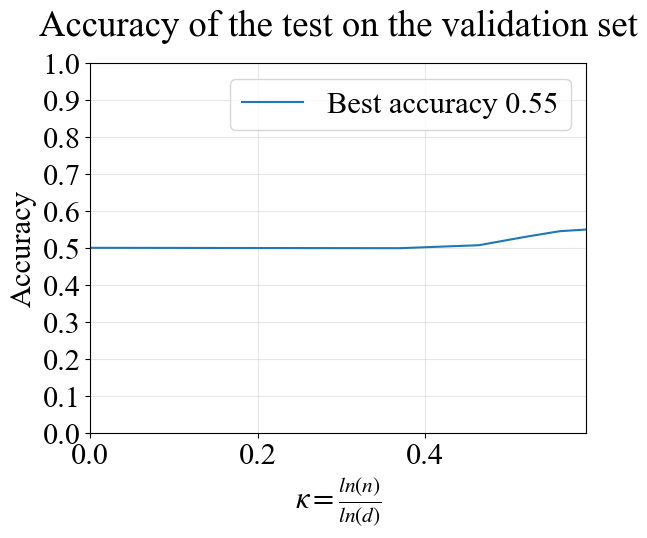 Accuracy of the test on the validation set
1.0
0.9
0.8
0.7
0.6
0.5
0.4
0.3
0.2
0.1
0.0
Accuracy
Best accuracy 0.55
0.0 0.2 0.4
κ = ln(n)/ln(d)